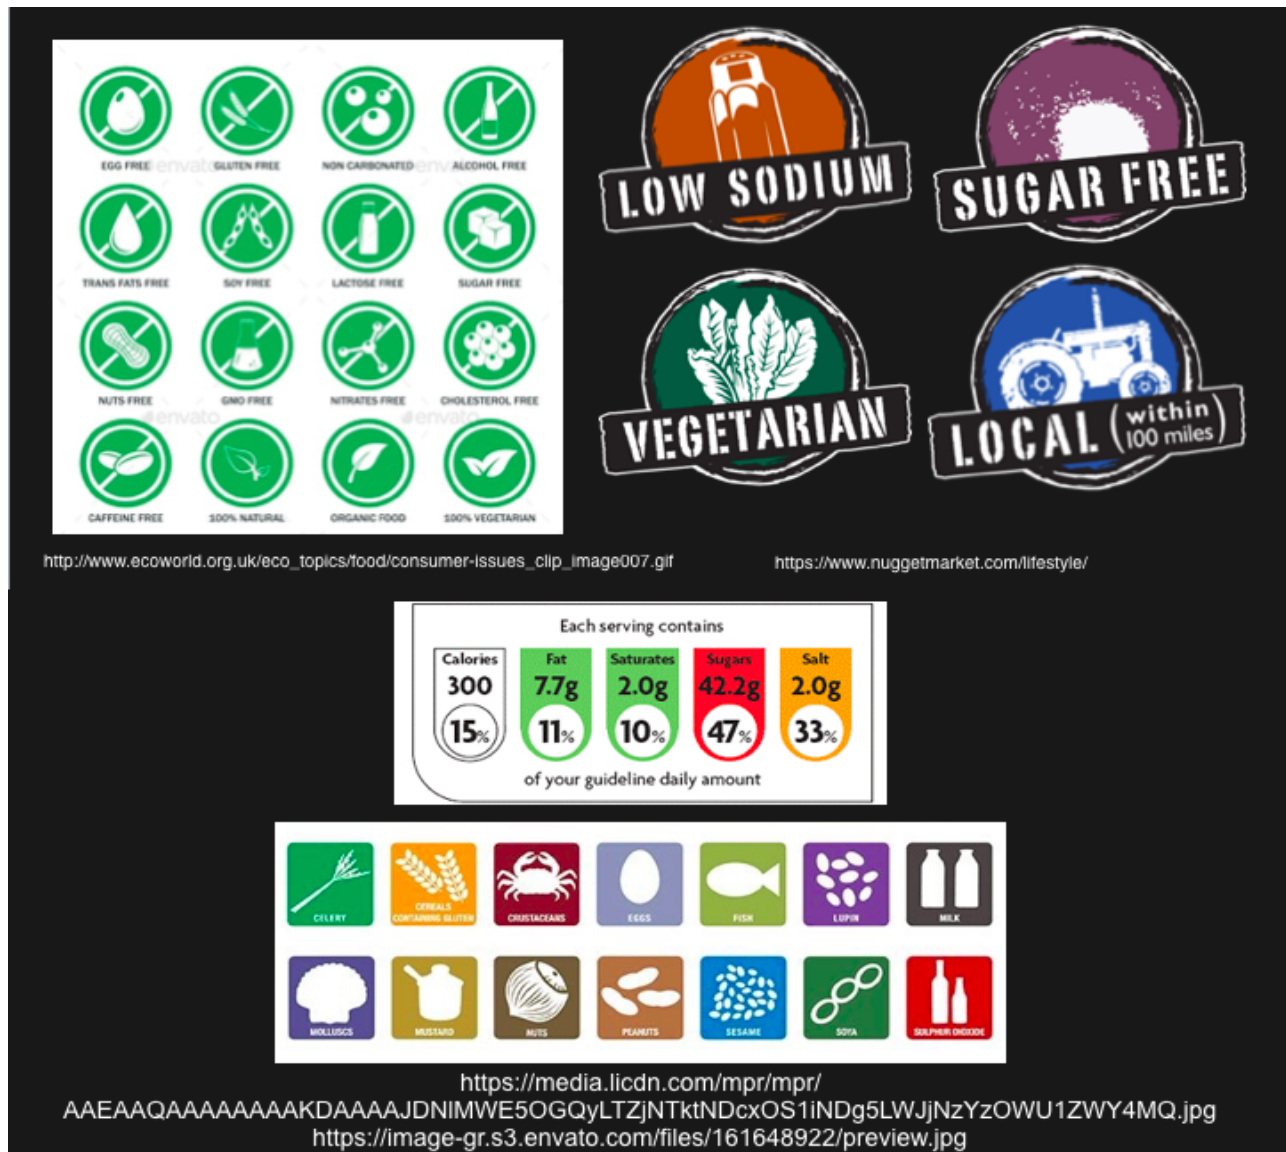 EGG FREE
GLUTEN FREE
NON CARBONATED
ALCOHOL FREE
envato
envato
TRANS FATS FREE
SOY FREE
LACTOSE FREE
SUGAR FREE
NUTS FREE
GMO FREE
NITRATES FREE
CHOLESTEROL FREE
envato
envato
CAFFEINE FREE
100% NATURAL
ORGANIC FOOD
100% VEGETARIAN
LOW SODIUM
SUGAR FREE
VEGETARIAN
LOCAL (within 100 miles)
http://www.ecoworld.org.uk/eco_topics/food/consumer-issues_clip_image007.gif
https://www.nuggetmarket.com/lifestyle/
Each serving contains
Calories
300
15%
Fat
7.7g
11%
Saturates
2.0g
10%
Sugars
42.2g
47%
Salt
2.0g
33%
of your guideline daily amount
CELERY
CEREALS
CONTAINING GLUTEN
CRUSTACEANS
EGGS
FISH
LUPIN
MILK
MOLLUSCS
MUSTARD
NUTS
PEANUTS
SESAME
SOYA
SULPHUR DIOXIDE
https://media.licdn.com/mpr/mpr/
AAEAAQAAAAAAAAKDAAAAJDNlMWE5OGQyLTZjNTktNDcxOS1iNDg5LWJjNzYzOWU1ZWY4MQ.jpg
https://image-gr.s3.envato.com/files/161648922/preview.jpg